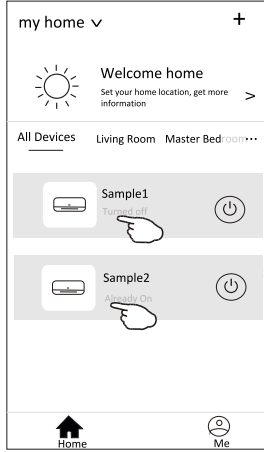 my home
+
Welcome home
Set your home location, get more
information
>
All Devices Living Room Master Bedroom...
Sample1
Turned off
Sample2
Already On
Home Me